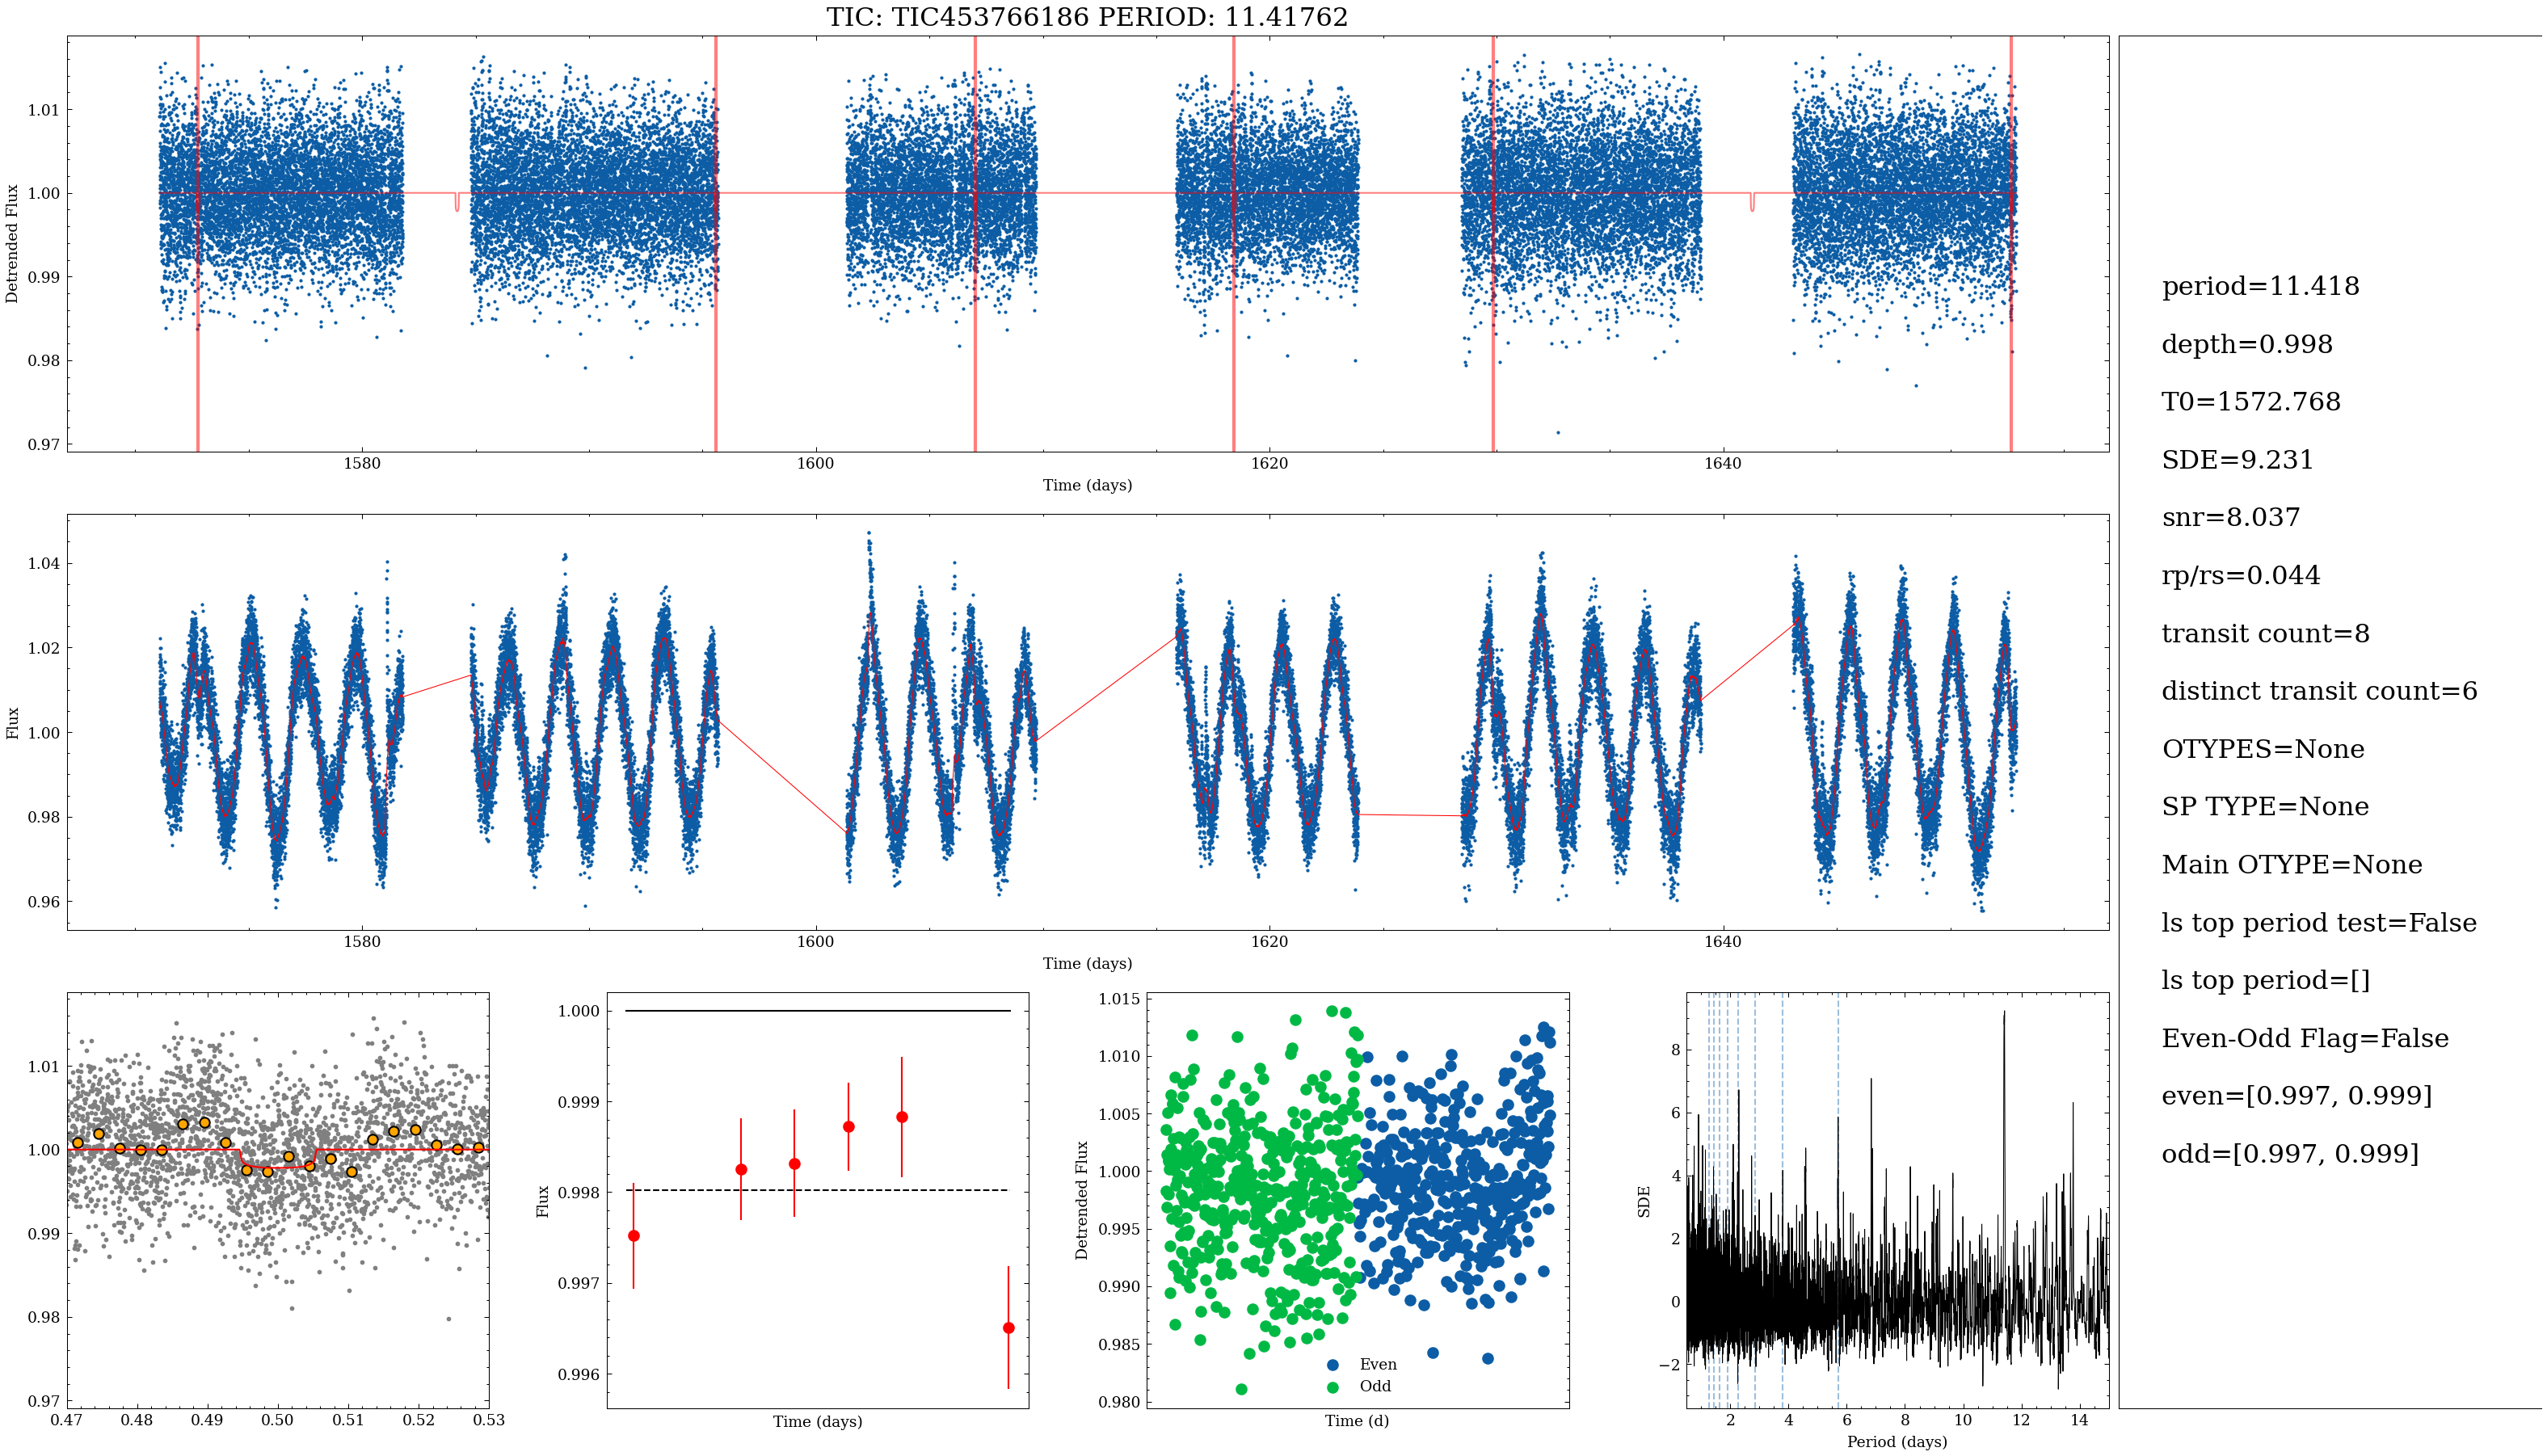 TIC: TIC453766186 PERIOD: 11.41762
1.01
1.00
0.99
0.98
0.97
Detrended Flux
1580
1600
1620
1640
Time (days)
1.04
1.02
1.00
0.98
0.96
Flux
1580
1600
1620
1640
Time (days)
1.01
1.00
0.99
0.98
0.97
0.47
0.48
0.49
0.50
0.51
0.52
0.53
1.000
0.999
0.998
0.997
0.996
Flux
Time (days)
1.015
1.010
1.005
1.000
0.995
0.990
0.985
0.980
Detrended Flux
Even
Odd
Time (d)
8
6
4
2
0
−2
SDE
2
4
6
8
10
12
14
Period (days)
period=11.418
depth=0.998
T0=1572.768
SDE=9.231
snr=8.037
rp/rs=0.044
transit count=8
distinct transit count=6
OTYPES=None
SP TYPE=None
Main OTYPE=None
ls top period test=False
ls top period=[]
Even-Odd Flag=False
even=[0.997, 0.999]
odd=[0.997, 0.999]